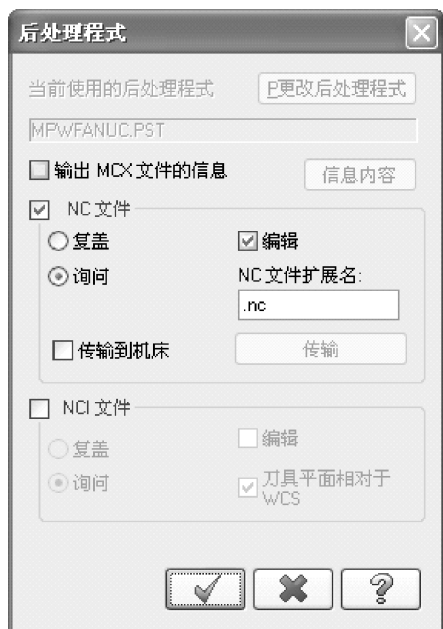 后处理程式
当前使用的后处理程式 P更改后处理程式
MPWFANUC.PST
输出 MCX 文件的信息 信息内容
NC 文件
复盖 编辑
询问 NC 文件扩展名:
.nc
传输到机床 传输
NCI 文件
复盖 编辑
询问 刀具平面相对于
WCS